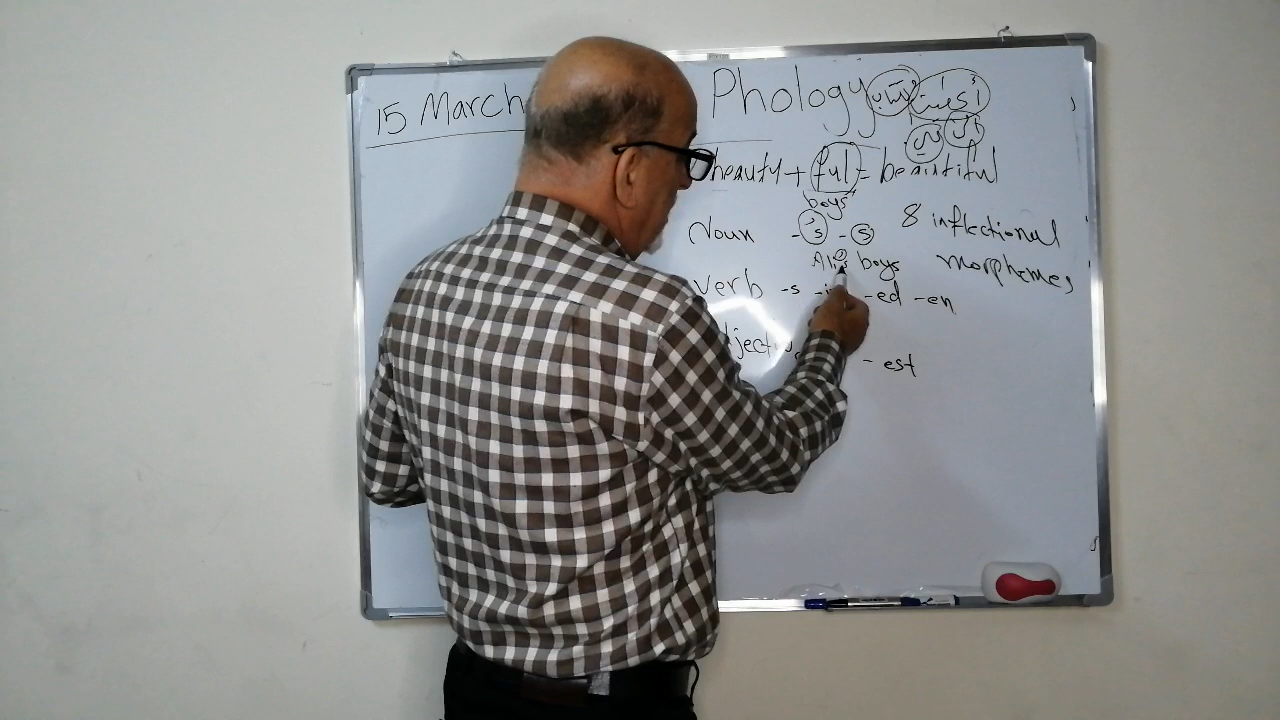 15 March Phology
beauty + ful = beautiful
boys'
Noun -'s -s 8 inflectional
Ali's boys morphemes
verb -s -ed -en
- est